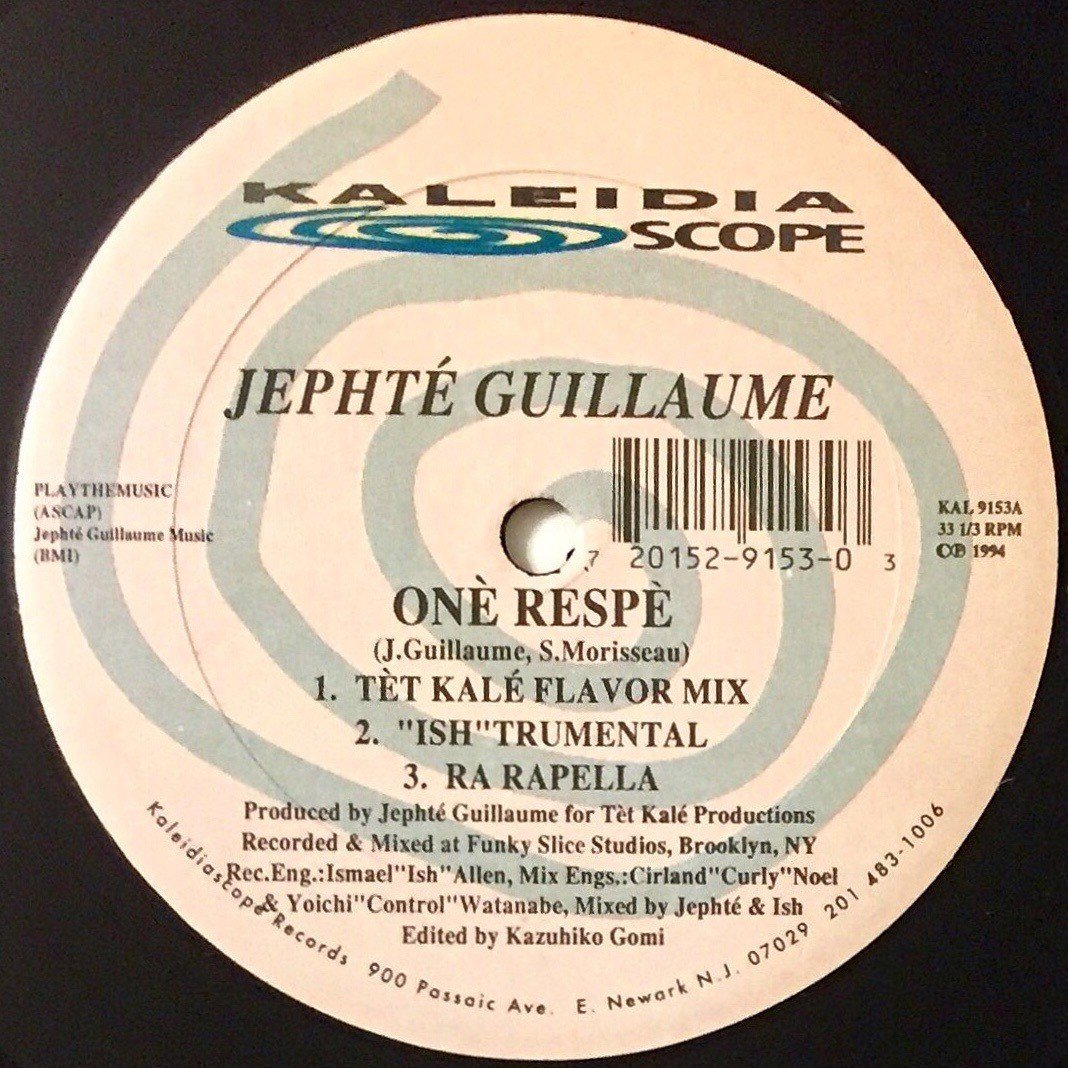 KALEIDIA
SCOPE
JEPHTÉ GUILLAUME
PLAYTHEMUSIC
(ASCAP)
Jephté Guillaume Music
(BMI)
KAL 9153A
33 1/3 RPM
©℗ 1994
7 20152-9153-0 3
ONÈ RESPÈ
(J.Guillaume, S.Morisseau)
1. TÈT KALÉ FLAVOR MIX
2. "ISH"TRUMENTAL
3. RA RAPELLA
Produced by Jephté Guillaume for Tèt Kalé Productions
Recorded & Mixed at Funky Slice Studios, Brooklyn, NY
Rec.Eng.:Ismael"Ish"Allen, Mix Engs.:Cirland"Curly"Noel
& Yoichi"Control"Watanabe, Mixed by Jephté & Ish
Edited by Kazuhiko Gomi
Kaleidiascope Records 900 Passaic Ave. E. Newark N.J. 07029 201 483-1006